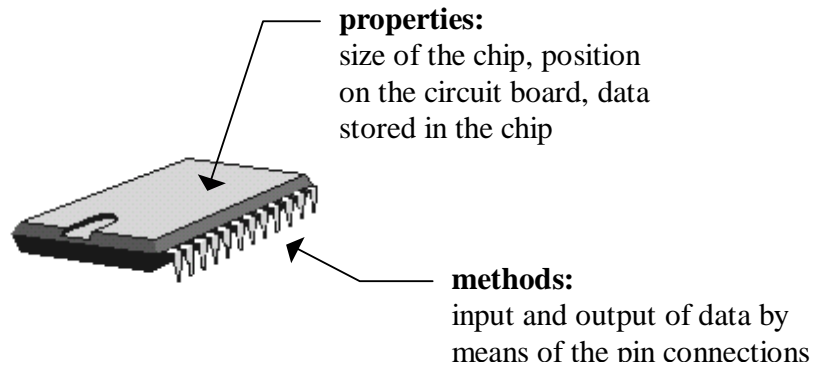 properties:
size of the chip, position
on the circuit board, data
stored in the chip
methods:
input and output of data by
means of the pin connections